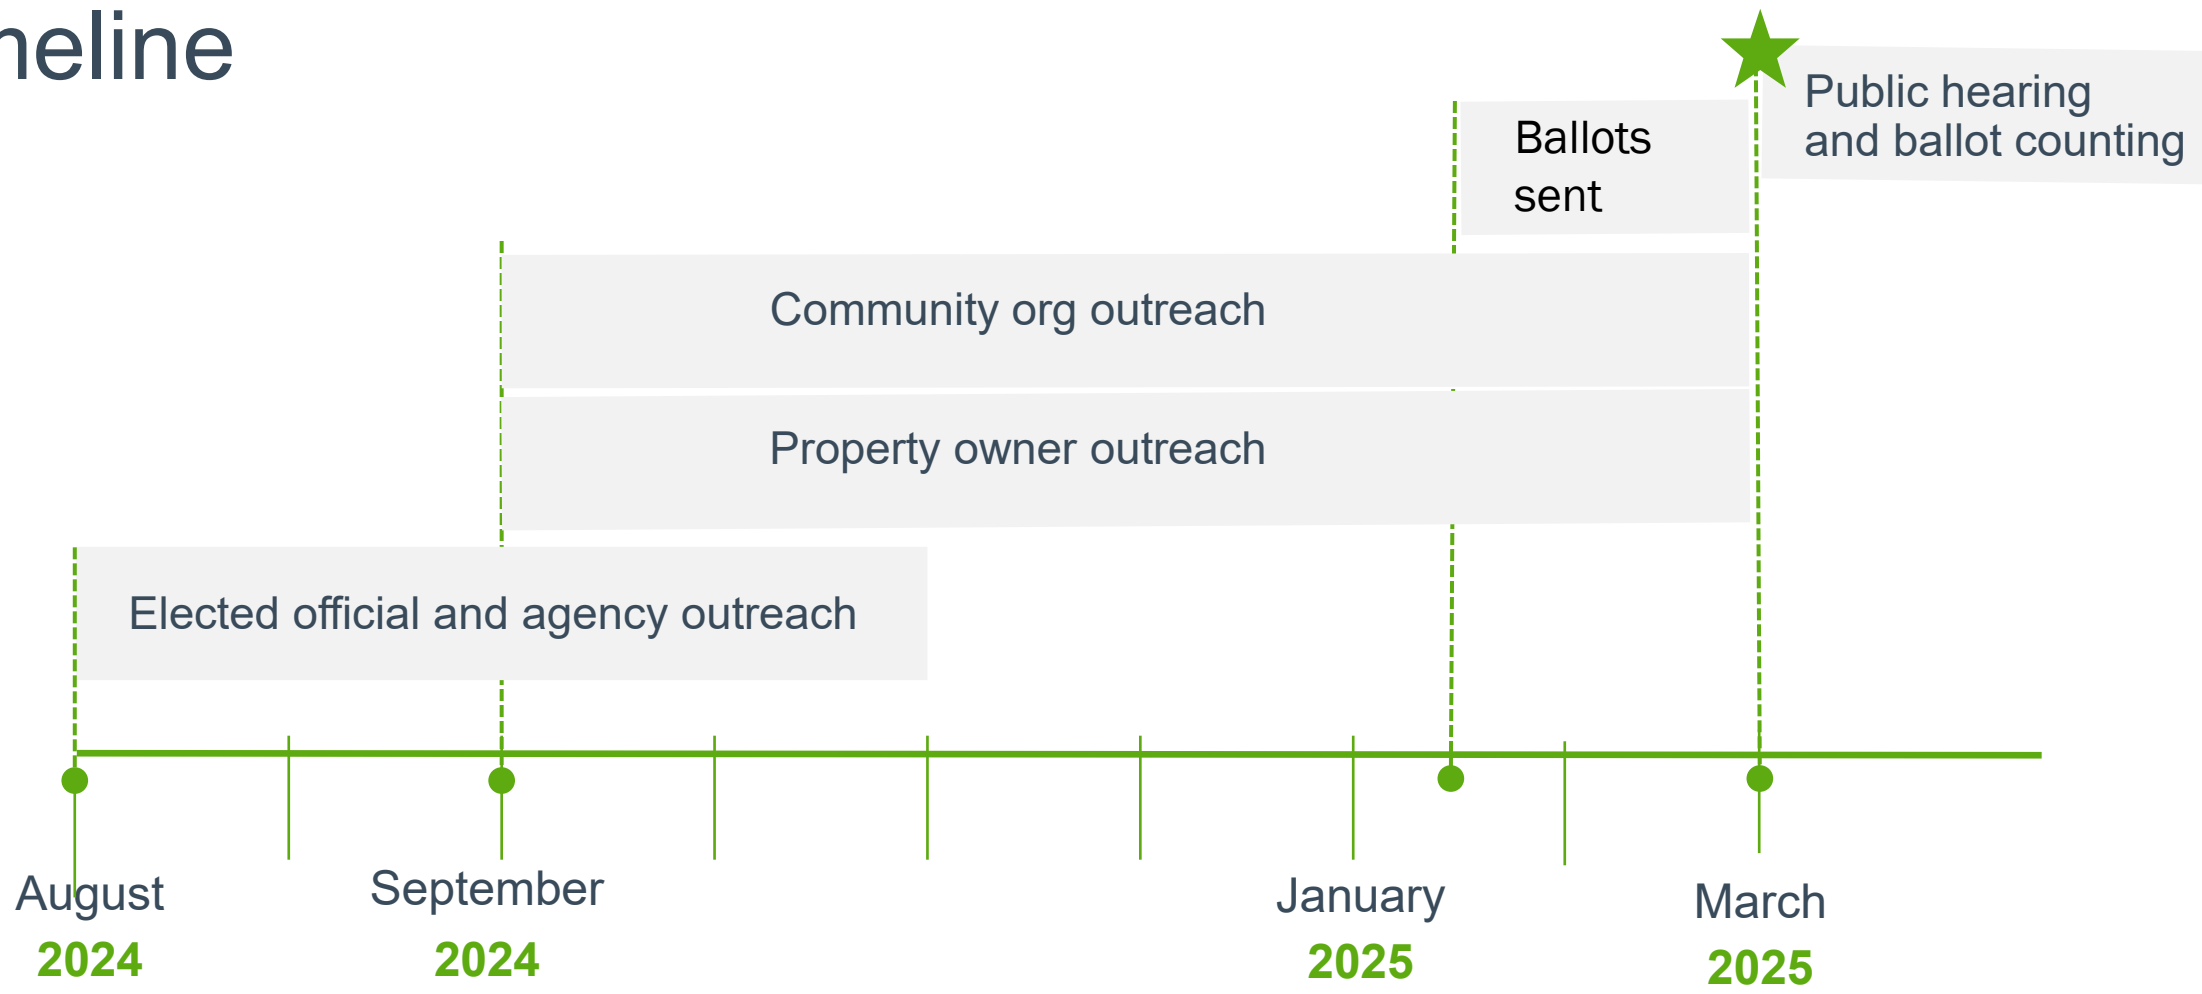 neline
Public hearing
and ballot counting
Ballots
sent
Community org outreach
Property owner outreach
Elected official and agency outreach
August
2024
September
2024
January
2025
March
2025